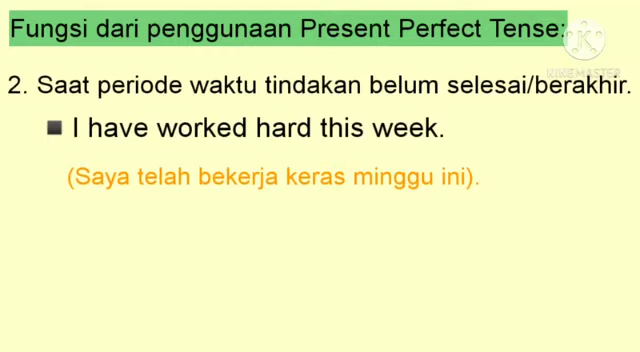 Fungsi dari penggunaan Present Perfect Tense:
KINEMASTER
2. Saat periode waktu tindakan belum selesai/berakhir.
I have worked hard this week.
(Saya telah bekerja keras minggu ini).